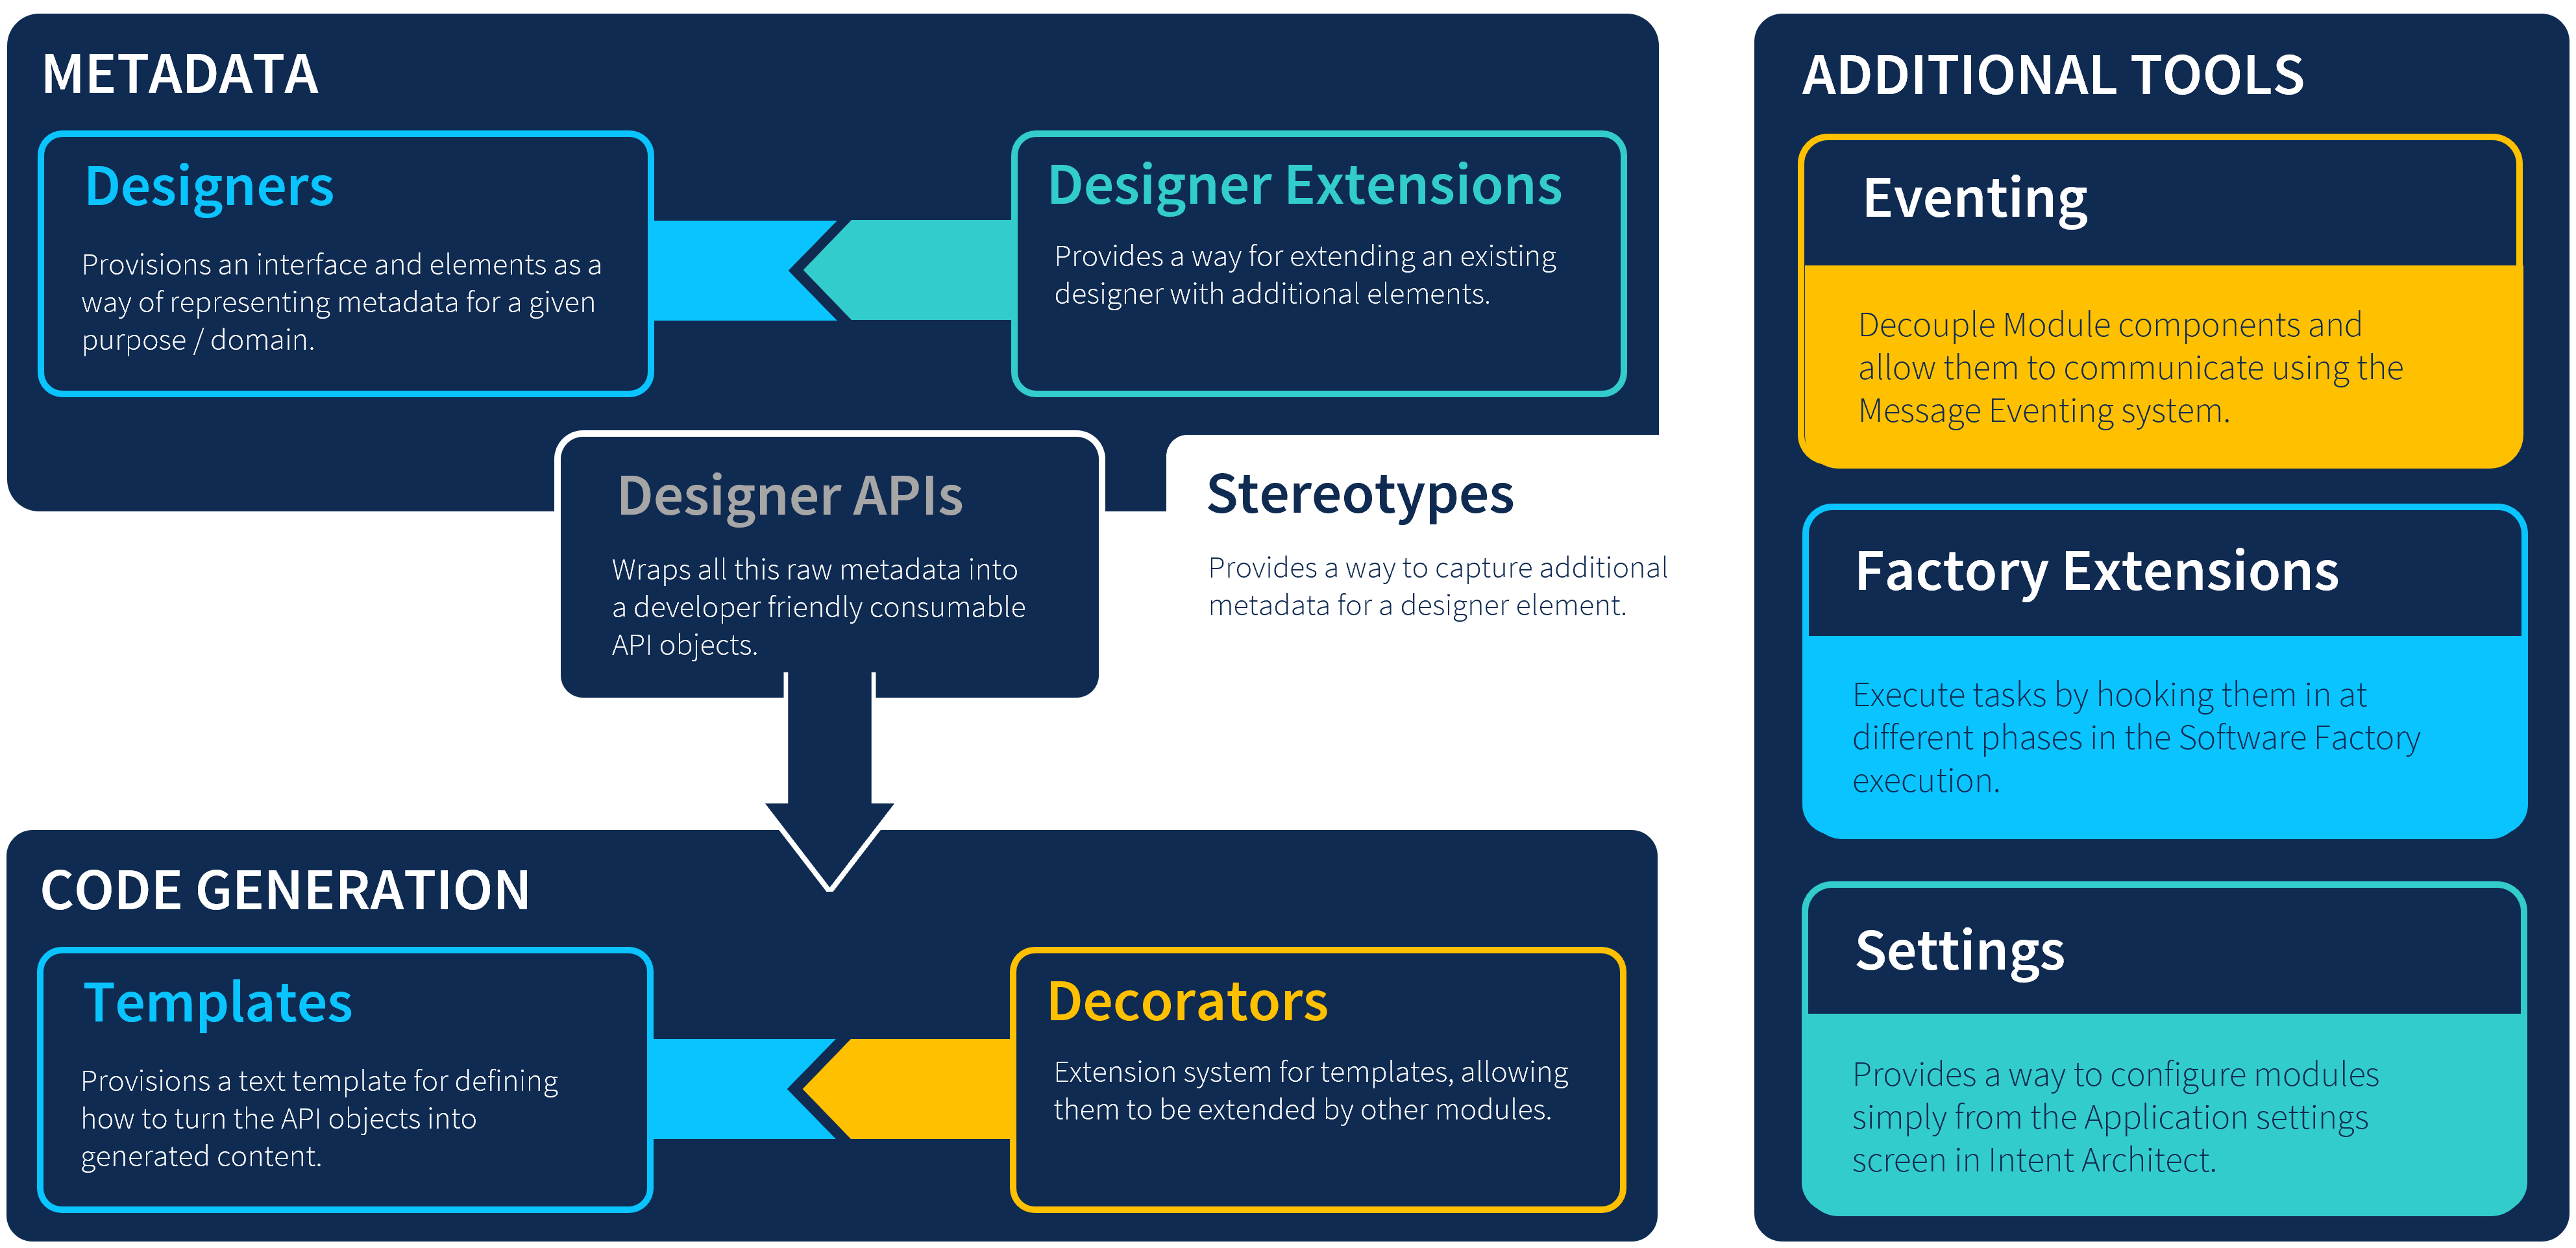 METADATA
Designers
Provisions an interface and elements as a
way of representing metadata for a given
purpose / domain.
Designer Extensions
Provides a way for extending an existing
designer with additional elements.
Designer APIs
Wraps all this raw metadata into
a developer friendly consumable
API objects.
Stereotypes
Provides a way to capture additional
metadata for a designer element.
CODE GENERATION
Templates
Provisions a text template for defining
how to turn the API objects into
generated content.
Decorators
Extension system for templates, allowing
them to be extended by other modules.
ADDITIONAL TOOLS
Eventing
Decouple Module components and
allow them to communicate using the
Message Eventing system.
Factory Extensions
Execute tasks by hooking them in at
different phases in the Software Factory
execution.
Settings
Provides a way to configure modules
simply from the Application settings
screen in Intent Architect.